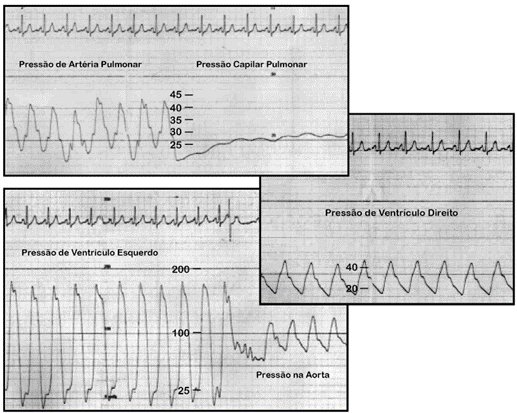 Pressão de Artéria Pulmonar
Pressão Capilar Pulmonar
45
40
35
30
25
Pressão de Ventrículo Direito
40
20
Pressão de Ventrículo Esquerdo
200
100
25
Pressão na Aorta